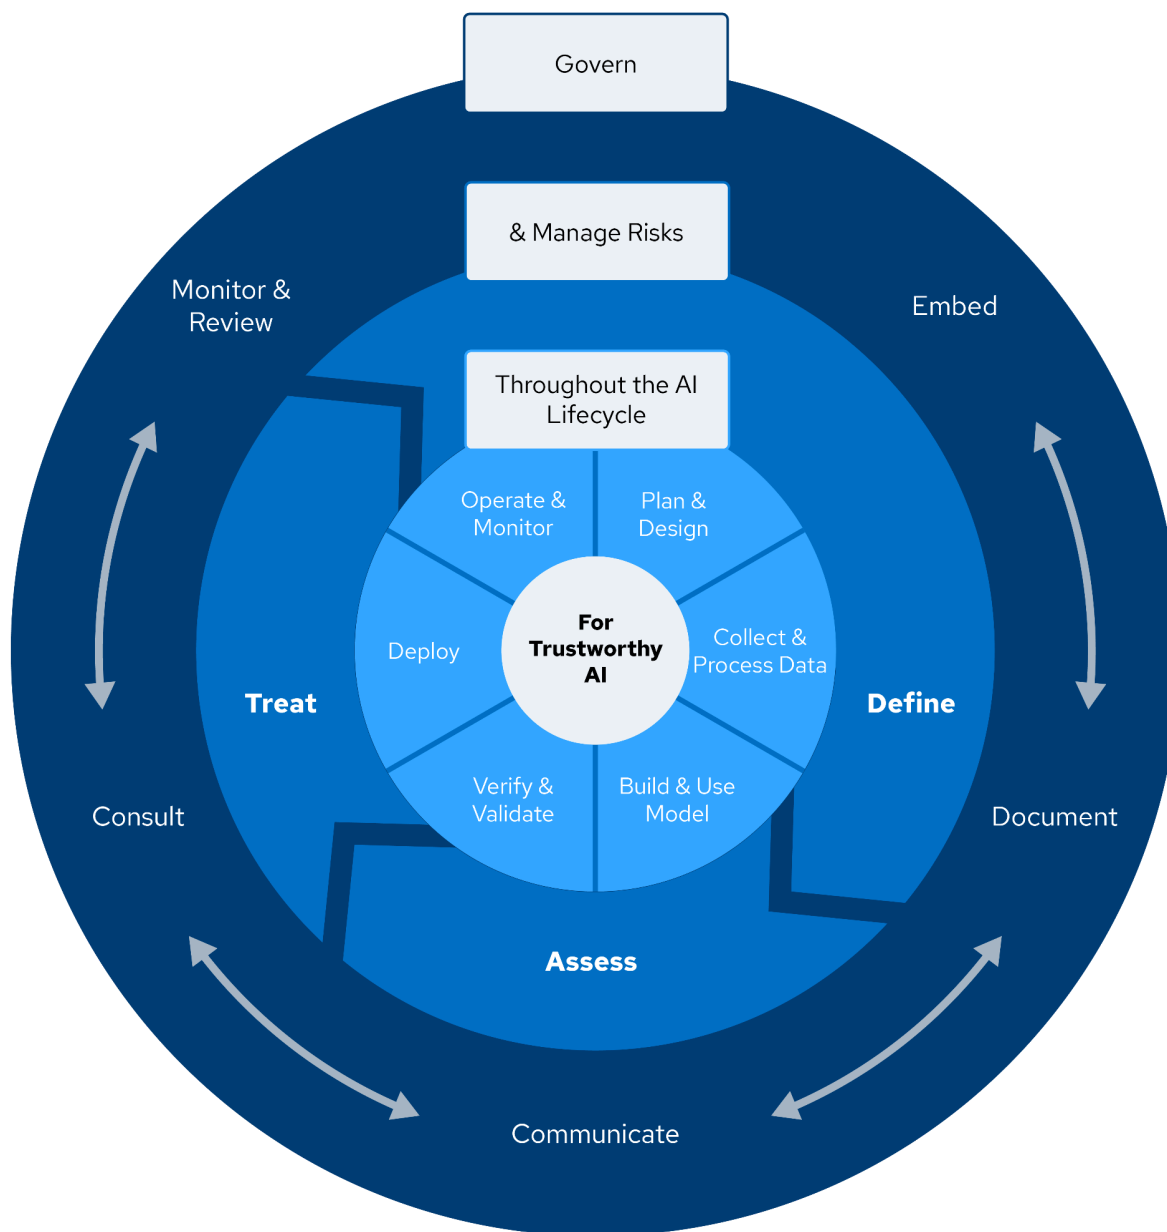 Govern
& Manage Risks
Monitor &
Review
Embed
Throughout the AI
Lifecycle
Operate &
Monitor
Plan &
Design
For
Trustworthy
AI
Deploy
Collect &
Process Data
Treat
Define
Verify &
Validate
Build & Use
Model
Consult
Document
Assess
Communicate